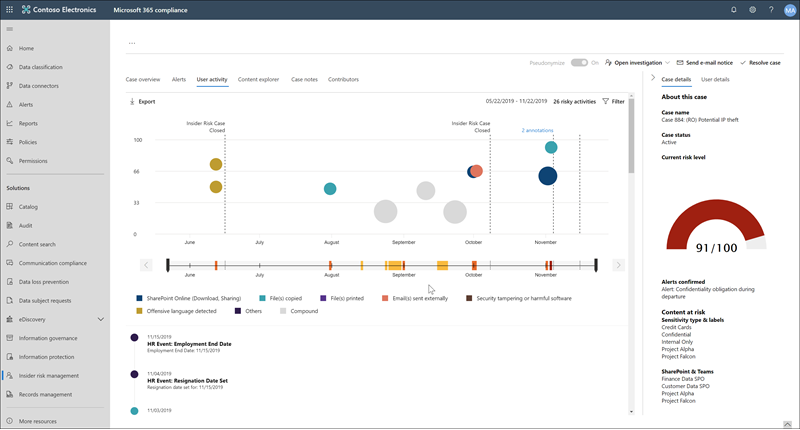 Contoso Electronics
Microsoft 365 compliance
MA
...
Pseudonymize
On
Open investigation
Send e-mail notice
Resolve case
Home
Data classification
Data connectors
Alerts
Reports
Policies
Permissions
Solutions
Catalog
Audit
Content search
Communication compliance
Data loss prevention
Data subject requests
eDiscovery
Information governance
Information protection
Insider risk management
Records management
More resources
Case overview
Alerts
User activity
Content explorer
Case notes
Contributors
Export
05/22/2019 - 11/22/2019
26 risky activities
Filter
Insider Risk Case
Closed
Insider Risk Case
Closed
2 annotations
100
66
33
0
June
July
August
September
October
November
June
July
August
September
October
November
SharePoint Online (Download, Sharing)
File(s) copied
File(s) printed
Email(s) sent externally
Security tampering or harmful software
Offensive language detected
Others
Compound
11/15/2019
HR Event: Employment End Date
Employment End Date: 11/15/2019
11/04/2019
HR Event: Resignation Date Set
Resignation date set for: 11/15/2019
11/03/2019
Case details
User details
About this case
Case name
Case 884: (RO) Potential IP theft
Case status
Active
Current risk level
91/100
Alerts confirmed
Alert: Confidentiality obligation during
departure
Content at risk
Sensitivity type & labels
Credit Cards
Confidential
Internal Only
Project Alpha
Project Falcon
SharePoint & Teams
Finance Data SPO
Customer Data SPO
Project Alpha
Project Falcon